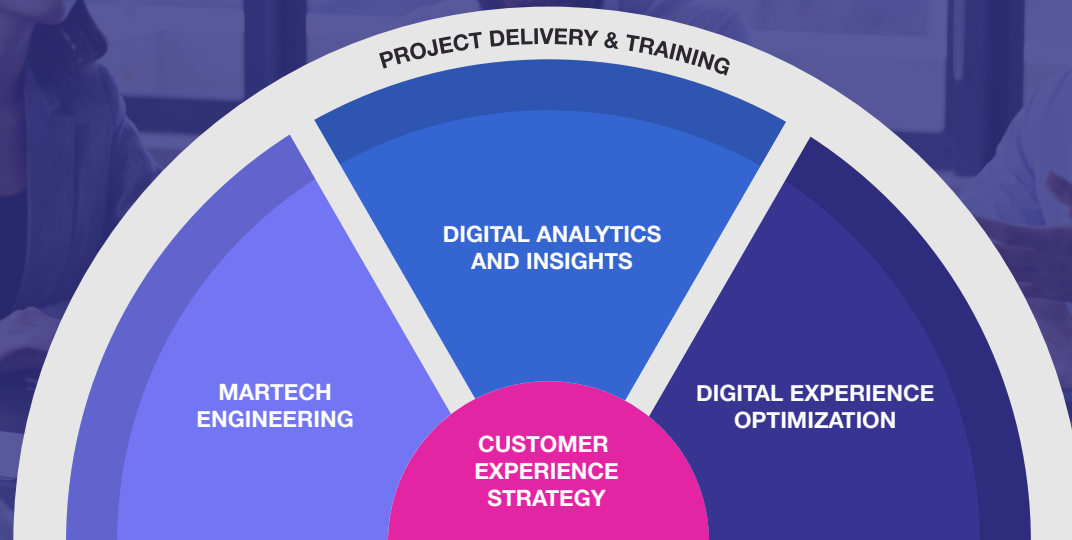 PROJECT DELIVERY & TRAINING
DIGITAL ANALYTICS
AND INSIGHTS
MARTECH
ENGINEERING
DIGITAL EXPERIENCE
OPTIMIZATION
CUSTOMER
EXPERIENCE
STRATEGY